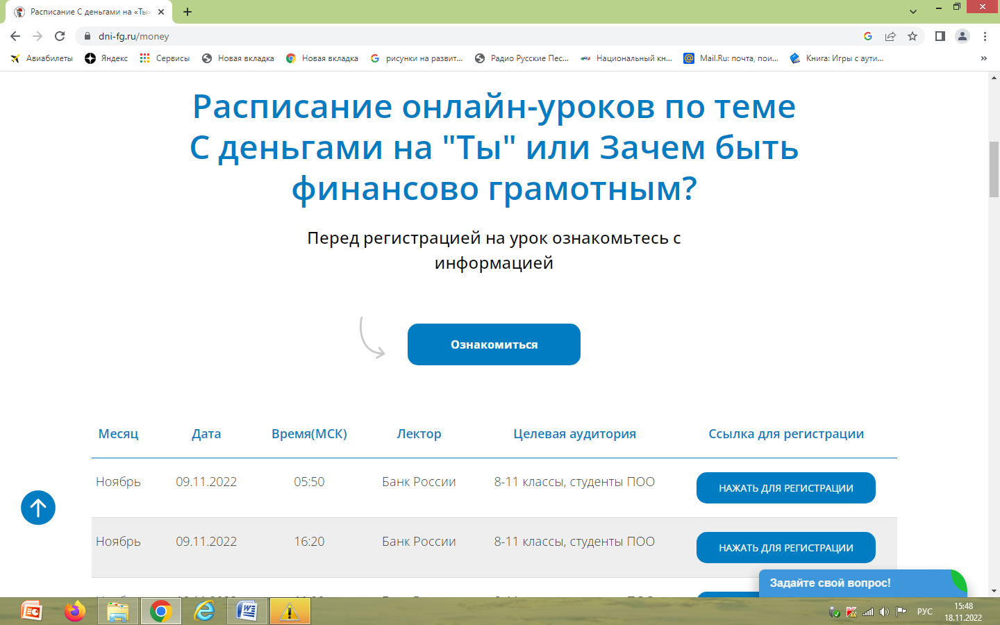 Расписание С деньгами на «Ты»
dni-fg.ru/money
Авиабилеты
Яндекс
Сервисы
Новая вкладка
Новая вкладка
рисунки на развит...
Радио Русские Пес...
Национальный кн...
Mail.Ru: почта, пои...
Книга: Игры с аути...
»
Расписание онлайн-уроков по теме
С деньгами на "Ты" или Зачем быть
финансово грамотным?
Перед регистрацией на урок ознакомьтесь с
информацией
Ознакомиться
Месяц Дата Время(МСК) Лектор Целевая аудитория Ссылка для регистрации
Ноябрь 09.11.2022 05:50 Банк России 8-11 классы, студенты ПОО НАЖАТЬ ДЛЯ РЕГИСТРАЦИИ
Ноябрь 09.11.2022 16:20 Банк России 8-11 классы, студенты ПОО НАЖАТЬ ДЛЯ РЕГИСТРАЦИИ
Задайте свой вопрос!
РУС
15:48
18.11.2022